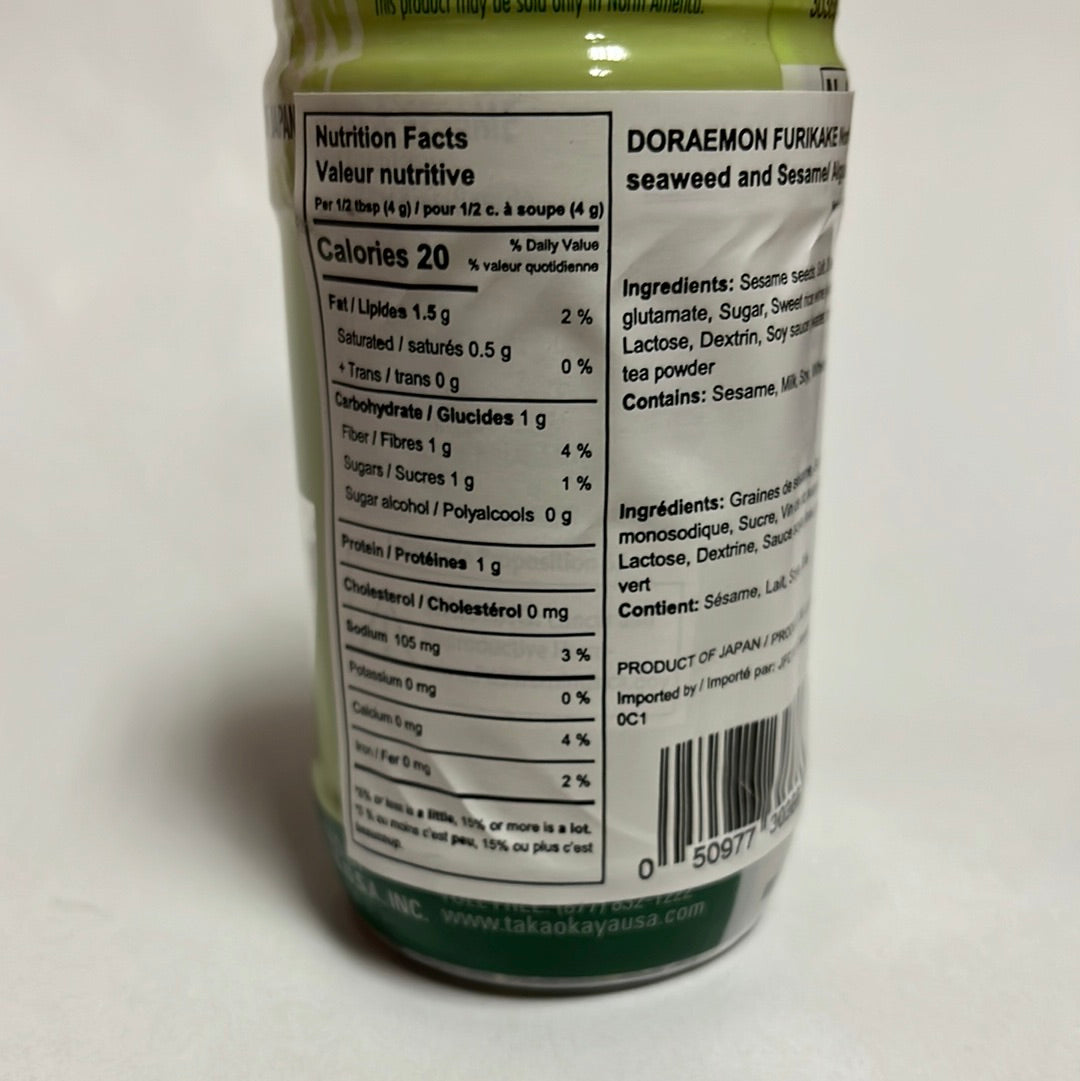 This product may be sold only in North America.
JAPAN
Nutrition Facts
Valeur nutritive
Per 1/2 tbsp (4 g) / pour 1/2 c. à soupe (4 g)
Calories 20
% Daily Value
% valeur quotidienne
Fat / Lipides 1.5 g 2 %
Saturated / saturés 0.5 g
+ Trans / trans 0 g 0 %
Carbohydrate / Glucides 1 g
Fiber / Fibres 1 g 4 %
Sugars / Sucres 1 g 1 %
Sugar alcohol / Polyalcools 0 g
Protein / Protéines 1 g
Cholesterol / Cholestérol 0 mg
Sodium 105 mg 3 %
Potassium 0 mg 0 %
Calcium 0 mg 4 %
Iron / Fer 0 mg 2 %
*5% or less is a little, 15% or more is a lot.
*5 % ou moins c'est peu, 15% ou plus c'est
beaucoup.
DORAEMON FURIKAKE
seaweed and Sesame/
Ingredients: Sesame seeds,
glutamate, Sugar, Sweet rice wine
Lactose, Dextrin, Soy sauce
tea powder
Contains: Sesame, Milk, Soy,
Ingrédients: Graines de
monosodique, Sucre,
Lactose, Dextrine, Sauce
vert
Contient: Sésame, Lait,
PRODUCT OF JAPAN /
Imported by / Importé par:
0C1
0 50977
INC. www.takaokayausa.com